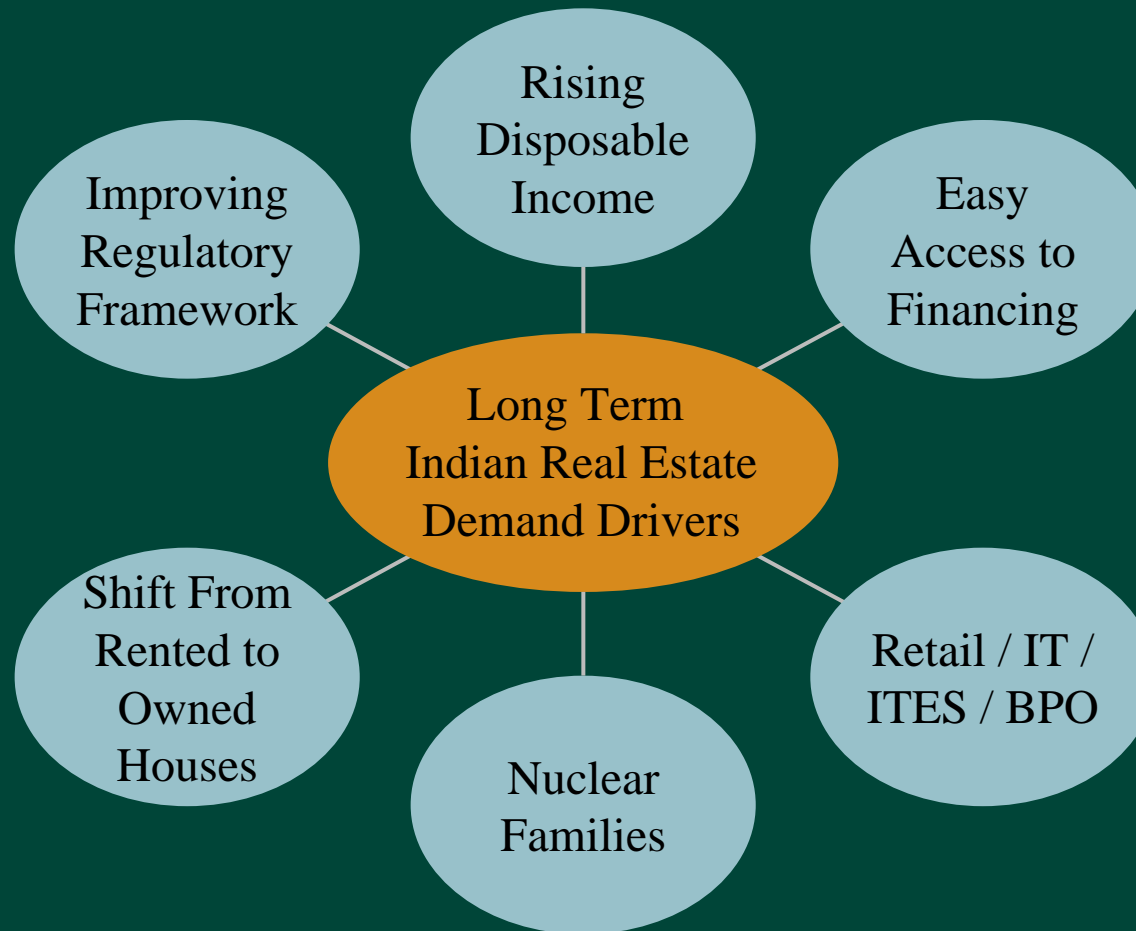 Rising
Disposable
Income
Improving
Regulatory
Framework
Easy
Access to
Financing
Long Term
Indian Real Estate
Demand Drivers
Shift From
Rented to
Owned
Houses
Retail / IT /
ITES / BPO
Nuclear
Families